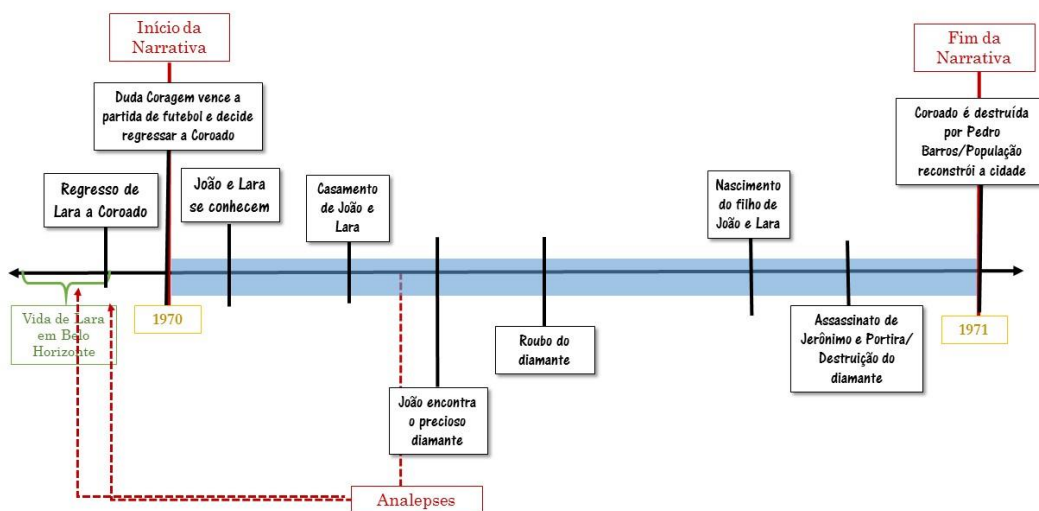 Início da
Narrativa
Fim da
Narrativa
Duda Coragem vence a
partida de futebol e decide
regressar a Coroado
Coroado é destruída
por Pedro
Barros/População
reconstrói a cidade
Regresso de
Lara a Coroado
João e Lara
se conhecem
Casamento
de João e
Lara
Nascimento
do filho de
João e Lara
Vida de Lara
em Belo
Horizonte
1970
1971
Roubo do
diamante
Assassinato de
Jerônimo e Portira/
Destruição do
diamante
João encontra
o precioso
diamante
Analepses